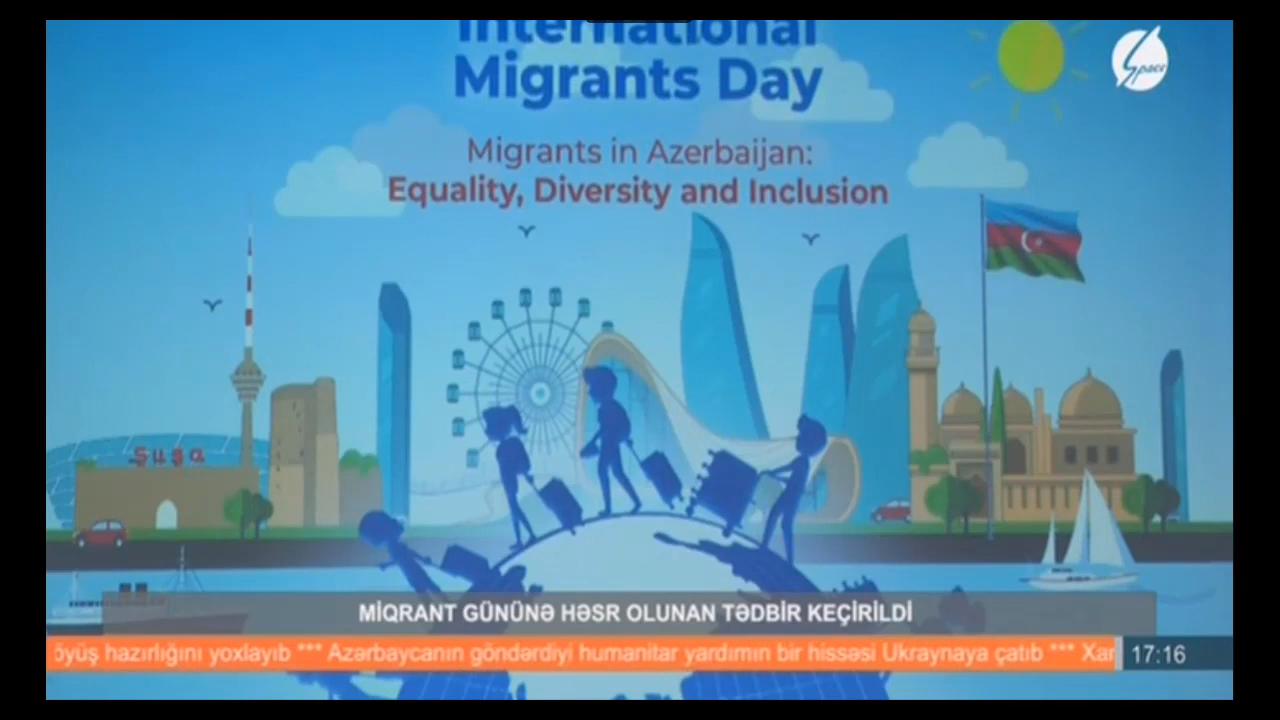 International
Migrants Day
Space
Migrants in Azerbaijan:
Equality, Diversity and Inclusion
Şuşa
MİQRANT GÜNÜNƏ HƏSR OLUNAN TƏDBİR KEÇİRİLDİ
öyüş hazırlığını yoxlayıb *** Azərbaycanın göndərdiyi humanitar yardımın bir hissəsi Ukraynaya çatıb *** Xar
17:16